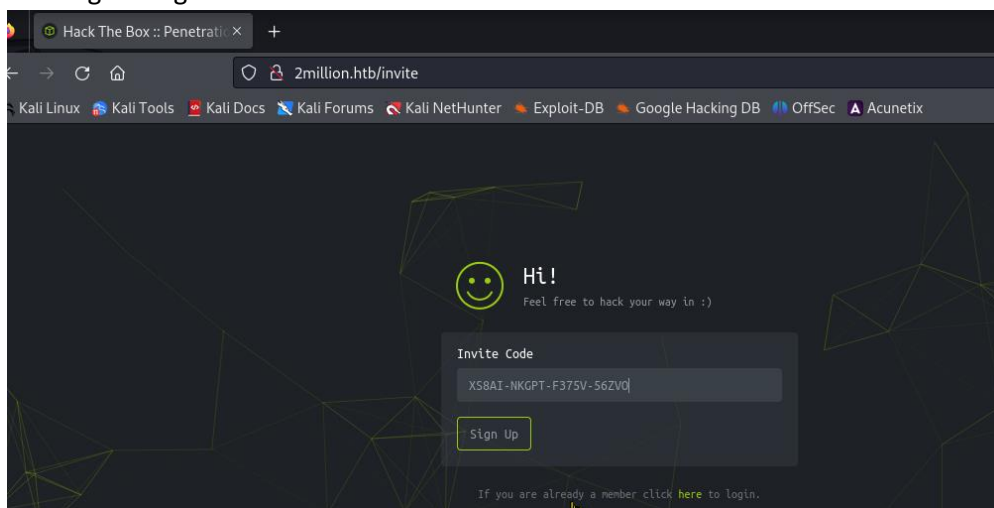 Hack The Box :: Penetratio
2million.htb/invite
Kali Linux Kali Tools Kali Docs Kali Forums Kali NetHunter Exploit-DB Google Hacking DB OffSec Acunetix
Hi!
Feel free to hack your way in :)
Invite Code
XS8AI-NKGPT-F375V-56ZVO
Sign Up
If you are already a member click here to login.